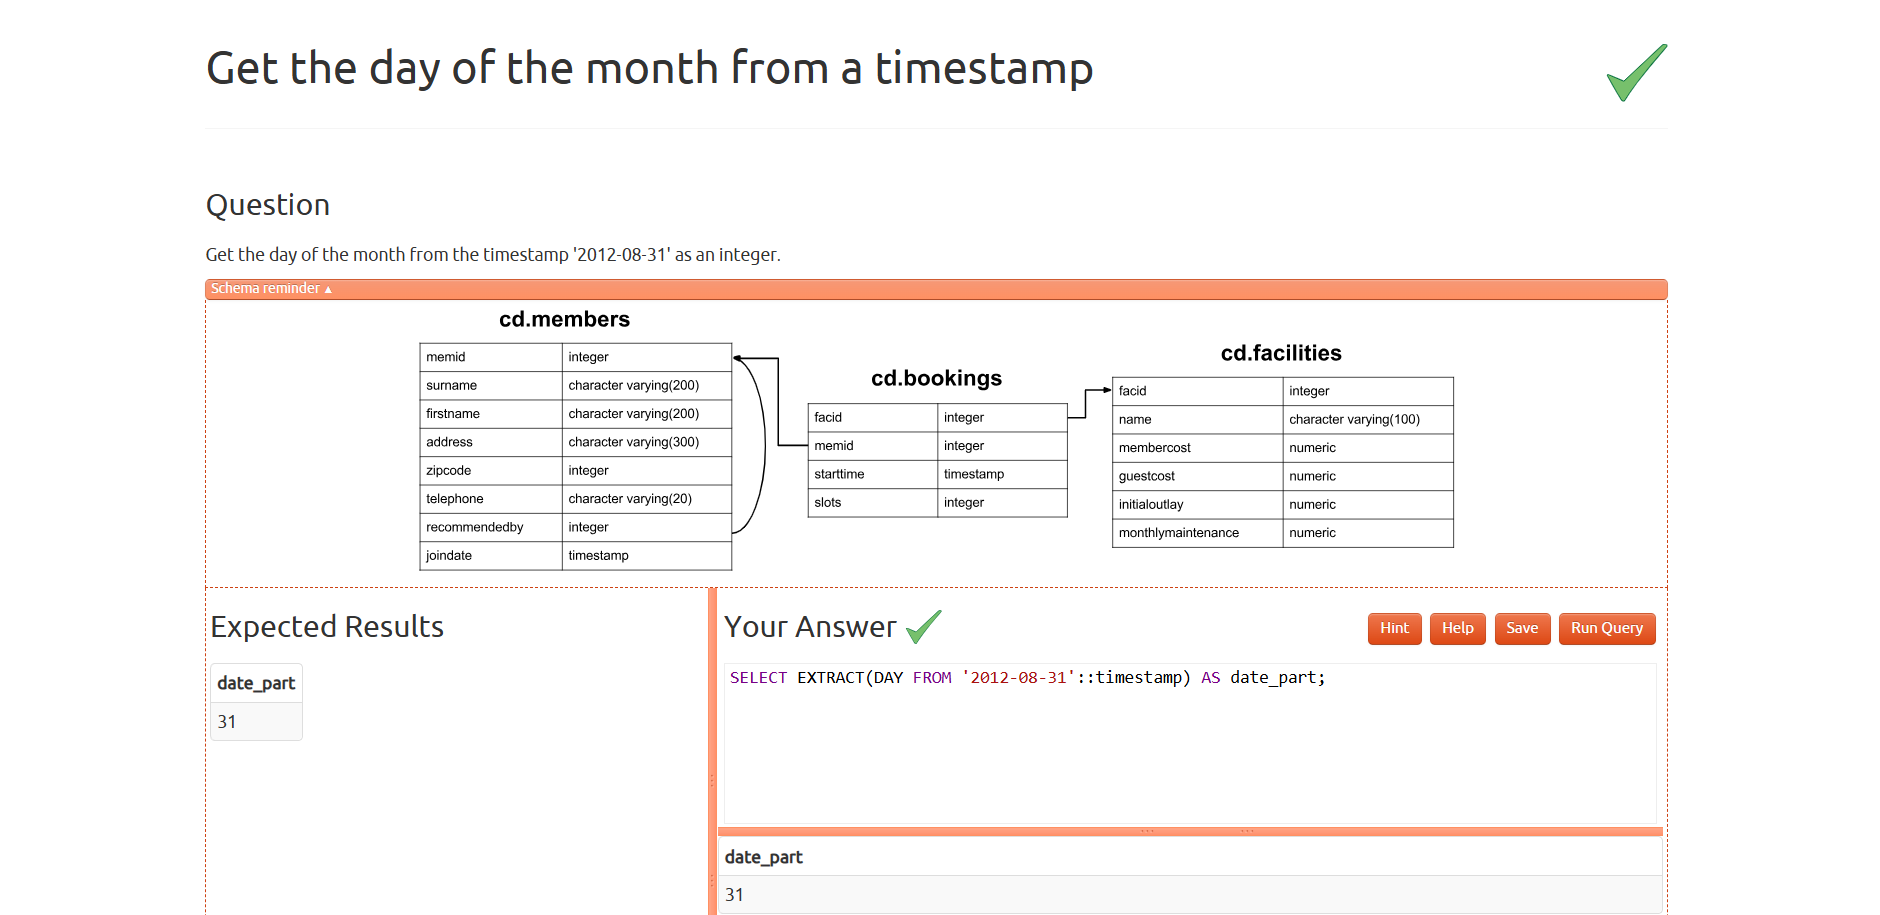 Get the day of the month from a timestamp
Question
Get the day of the month from the timestamp '2012-08-31' as an integer.
Schema reminder ▲
cd.members
memid integer
surname character varying(200)
firstname character varying(200)
address character varying(300)
zipcode integer
telephone character varying(20)
recommendedby integer
joindate timestamp
cd.bookings
facid integer
memid integer
starttime timestamp
slots integer
cd.facilities
facid integer
name character varying(100)
membercost numeric
guestcost numeric
initialoutlay numeric
monthlymaintenance numeric
Expected Results
date_part
31
Your Answer
Hint Help Save Run Query
SELECT EXTRACT(DAY FROM '2012-08-31'::timestamp) AS date_part;
date_part
31